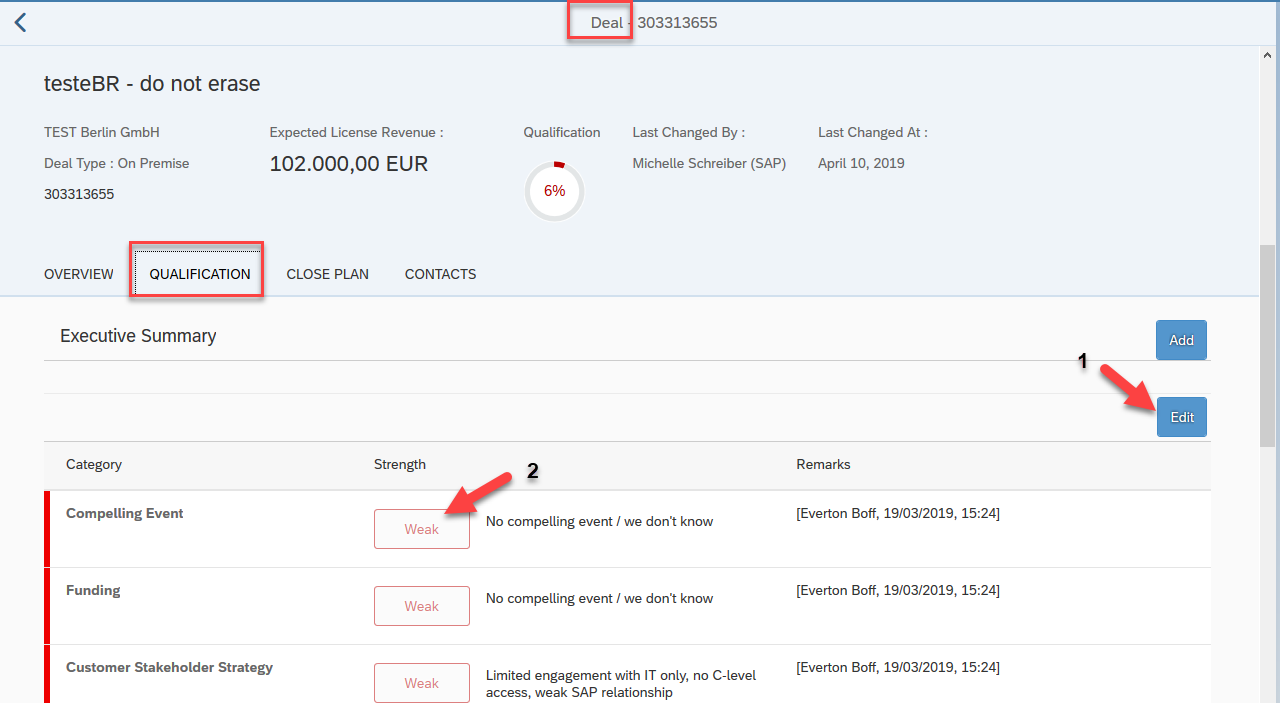 Deal - 303313655
testeBR - do not erase
TEST Berlin GmbH
Deal Type : On Premise
303313655
Expected License Revenue :
102.000,00 EUR
Qualification
6%
Last Changed By :
Michelle Schreiber (SAP)
Last Changed At :
April 10, 2019
OVERVIEW QUALIFICATION CLOSE PLAN CONTACTS
Executive Summary
Add
1
Edit
Category Strength Remarks
2
Compelling Event Weak No compelling event / we don't know [Everton Boff, 19/03/2019, 15:24]
Funding Weak No compelling event / we don't know [Everton Boff, 19/03/2019, 15:24]
Customer Stakeholder Strategy Weak Limited engagement with IT only, no C-level [Everton Boff, 19/03/2019, 15:24]
access, weak SAP relationship